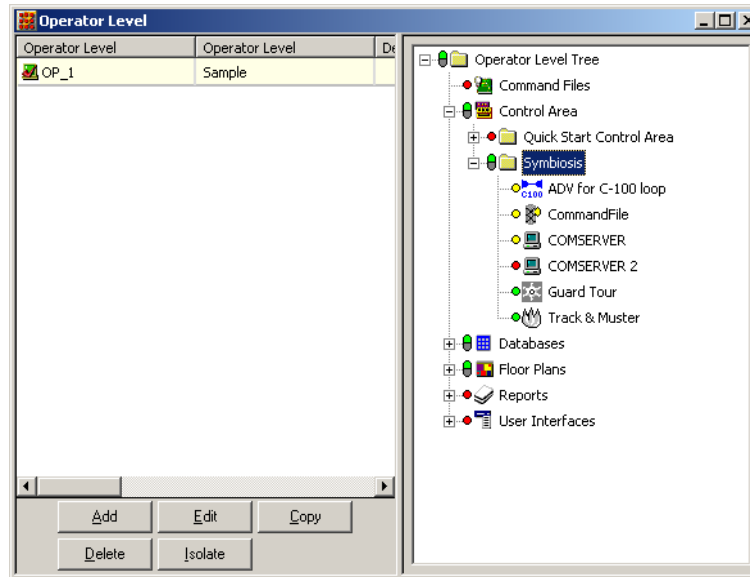 Operator Level
Operator Level Operator Level De
OP_1 Sample
Operator Level Tree
Command Files
Control Area
Quick Start Control Area
Symbiosis
C100 ADV for C-100 loop
CommandFile
COMSERVER
COMSERVER 2
Guard Tour
Track & Muster
Databases
Floor Plans
Reports
User Interfaces
Add Edit Copy
Delete Isolate